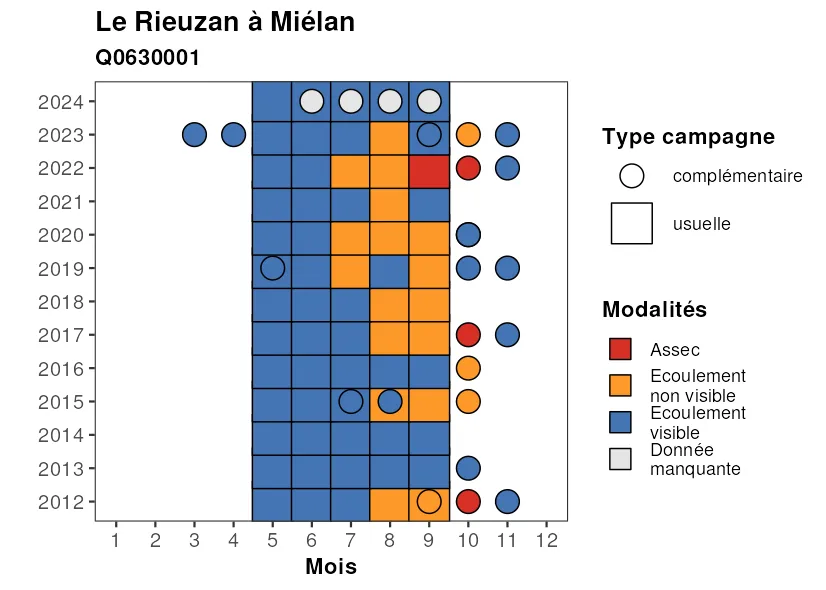 Le Rieuzan à Miélan
Q0630001
2024
2023
2022
2021
2020
2019
2018
2017
2016
2015
2014
2013
2012
1 2 3 4 5 6 7 8 9 10 11 12
Mois
Type campagne
complémentaire
usuelle
Modalités
Assec
Ecoulement
non visible
Ecoulement
visible
Donnée
manquante